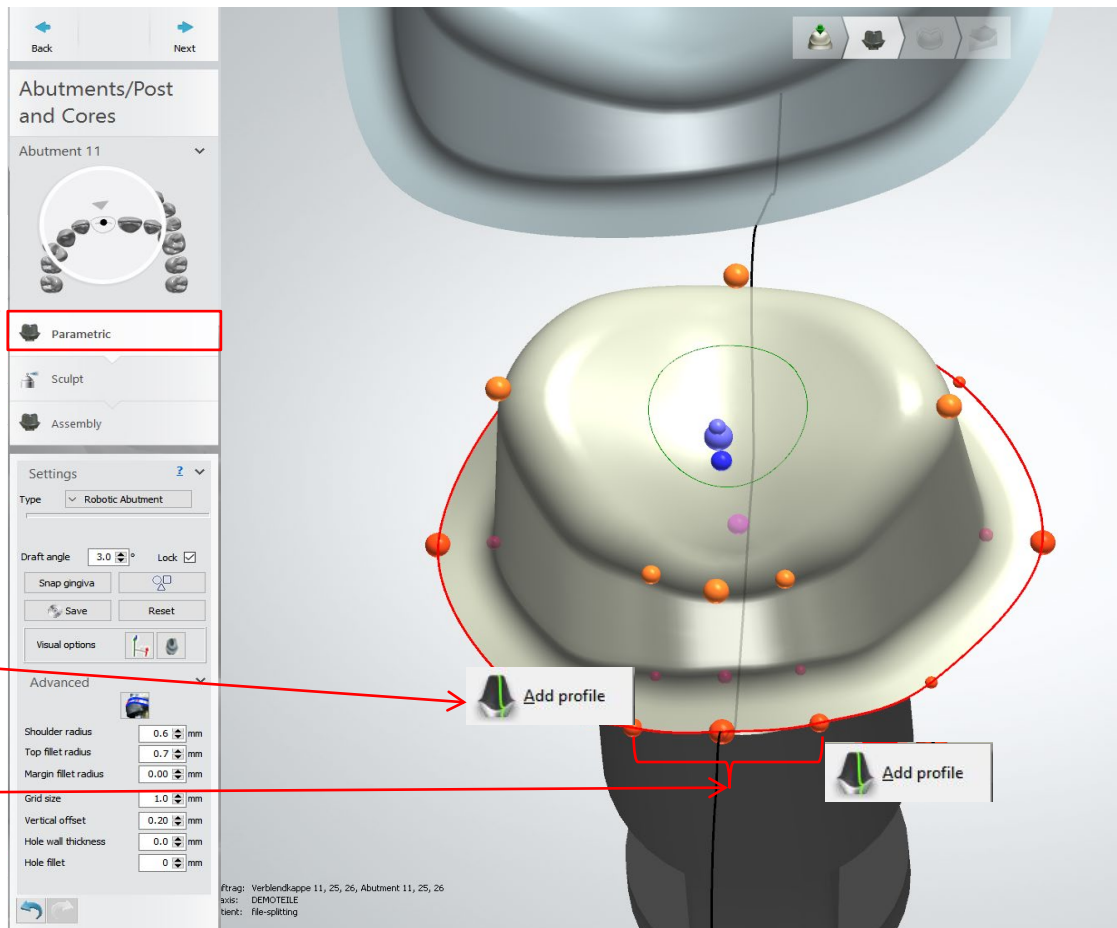 Back
Next
Abutments/Post
and Cores
Abutment 11
Parametric
Sculpt
Assembly
Settings ?
Type Robotic Abutment
Draft angle 3.0 ° Lock
Snap gingiva
Save Reset
Visual options
Advanced
Shoulder radius 0.6 mm
Top fillet radius 0.7 mm
Margin fillet radius 0.00 mm
Grid size 1.0 mm
Vertical offset 0.20 mm
Hole wall thickness 0.0 mm
Hole fillet 0 mm
Add profile
Add profile
ftrag: Verblendkappe 11, 25, 26, Abutment 11, 25, 26
axis: DEMOTEILE
tient: file-splitting